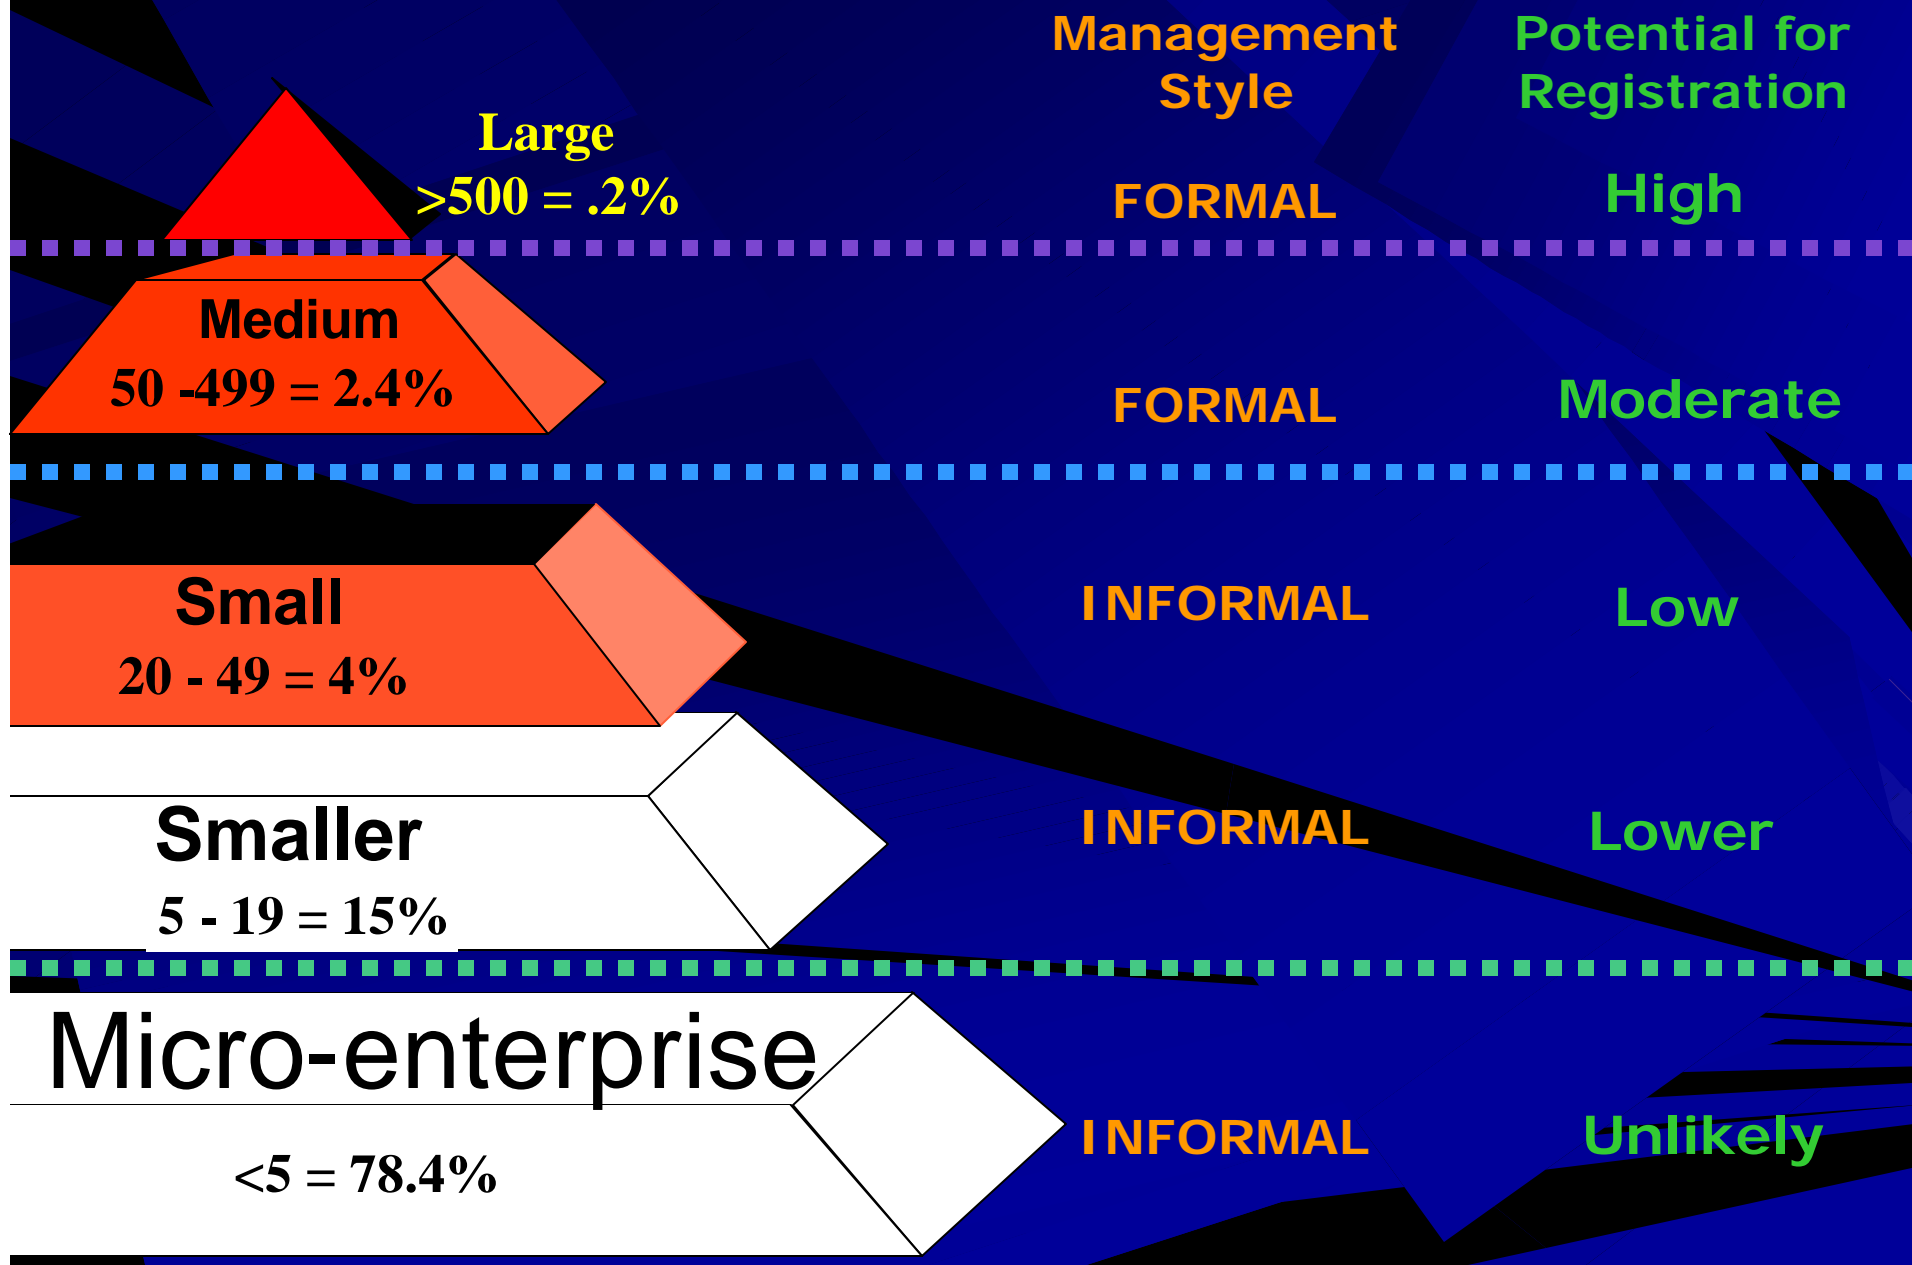 Management
Style
Potential for
Registration
Large
>500 = .2%
FORMAL
High
Medium
50 -499 = 2.4%
FORMAL
Moderate
Small
20 - 49 = 4%
INFORMAL
Low
Smaller
5 - 19 = 15%
INFORMAL
Lower
Micro-enterprise
<5 = 78.4%
INFORMAL
Unlikely